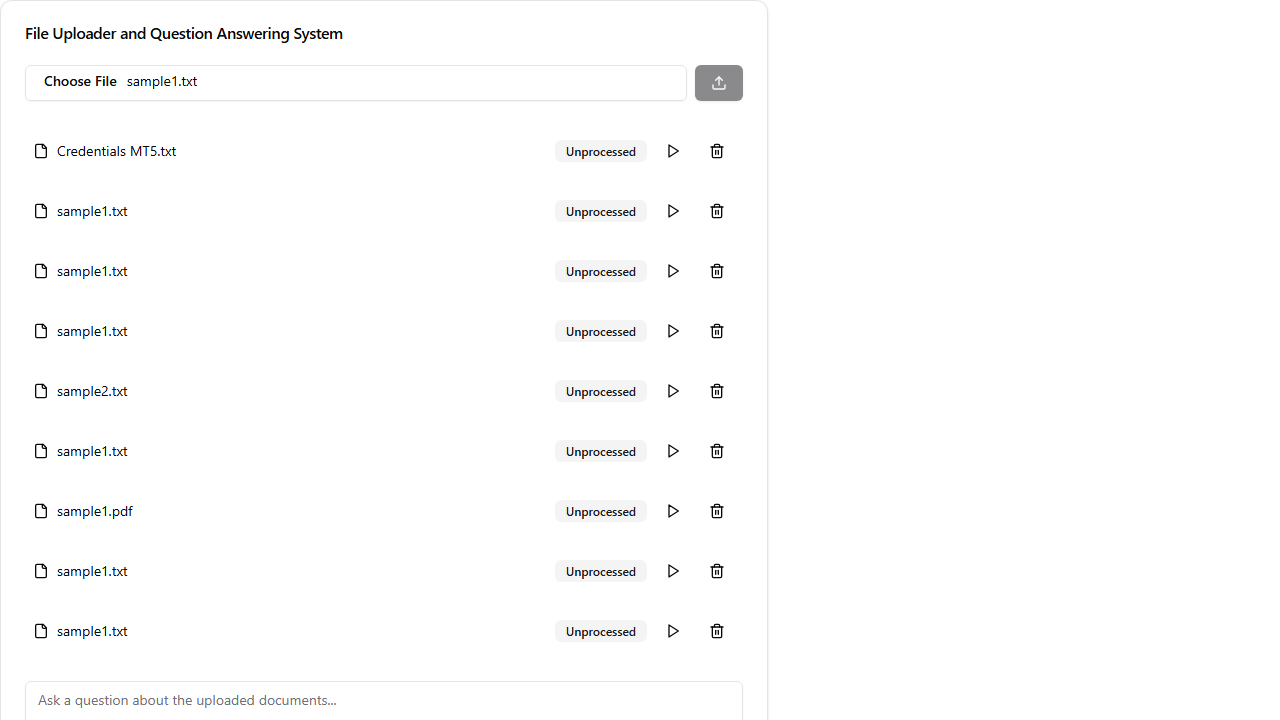 File Uploader and Question Answering System
Choose File sample1.txt
Credentials MT5.txt Unprocessed
sample1.txt Unprocessed
sample1.txt Unprocessed
sample1.txt Unprocessed
sample2.txt Unprocessed
sample1.txt Unprocessed
sample1.pdf Unprocessed
sample1.txt Unprocessed
sample1.txt Unprocessed
Ask a question about the uploaded documents...